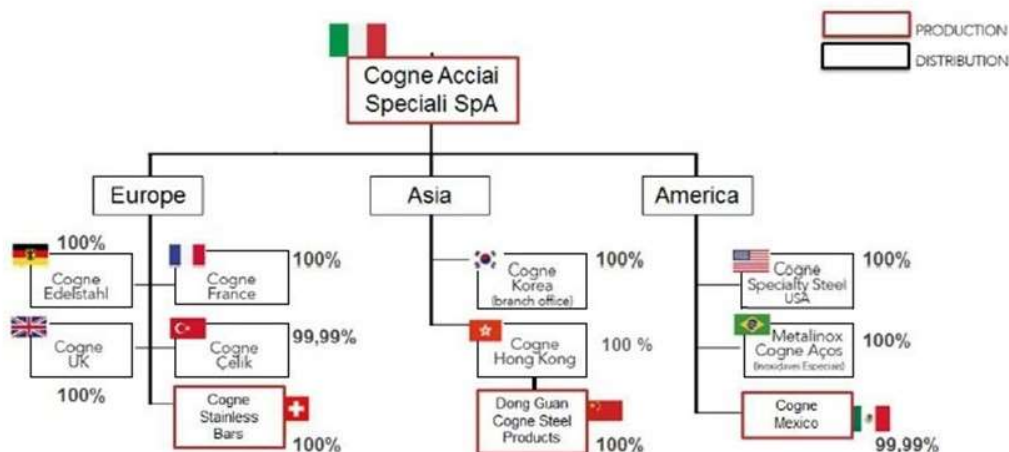 PRODUCTION
DISTRIBUTION
Cogne Acciai
Speciali SpA
Europe
Asia
America
100%
Cogne
Edelstahl
100%
Cogne
France
Cogne
UK
100%
99,99%
Cogne
Çelik
Cogne
Stainless
Bars
100%
100%
Cogne
Korea
(branch office)
100 %
Cogne
Hong Kong
Dong Guan
Cogne Steel
Products
100%
100%
Cogne
Specialty Steel
USA
100%
Metalinox
Cogne Aços
(Inoxidáveis Especiais)
Cogne
Mexico
99,99%